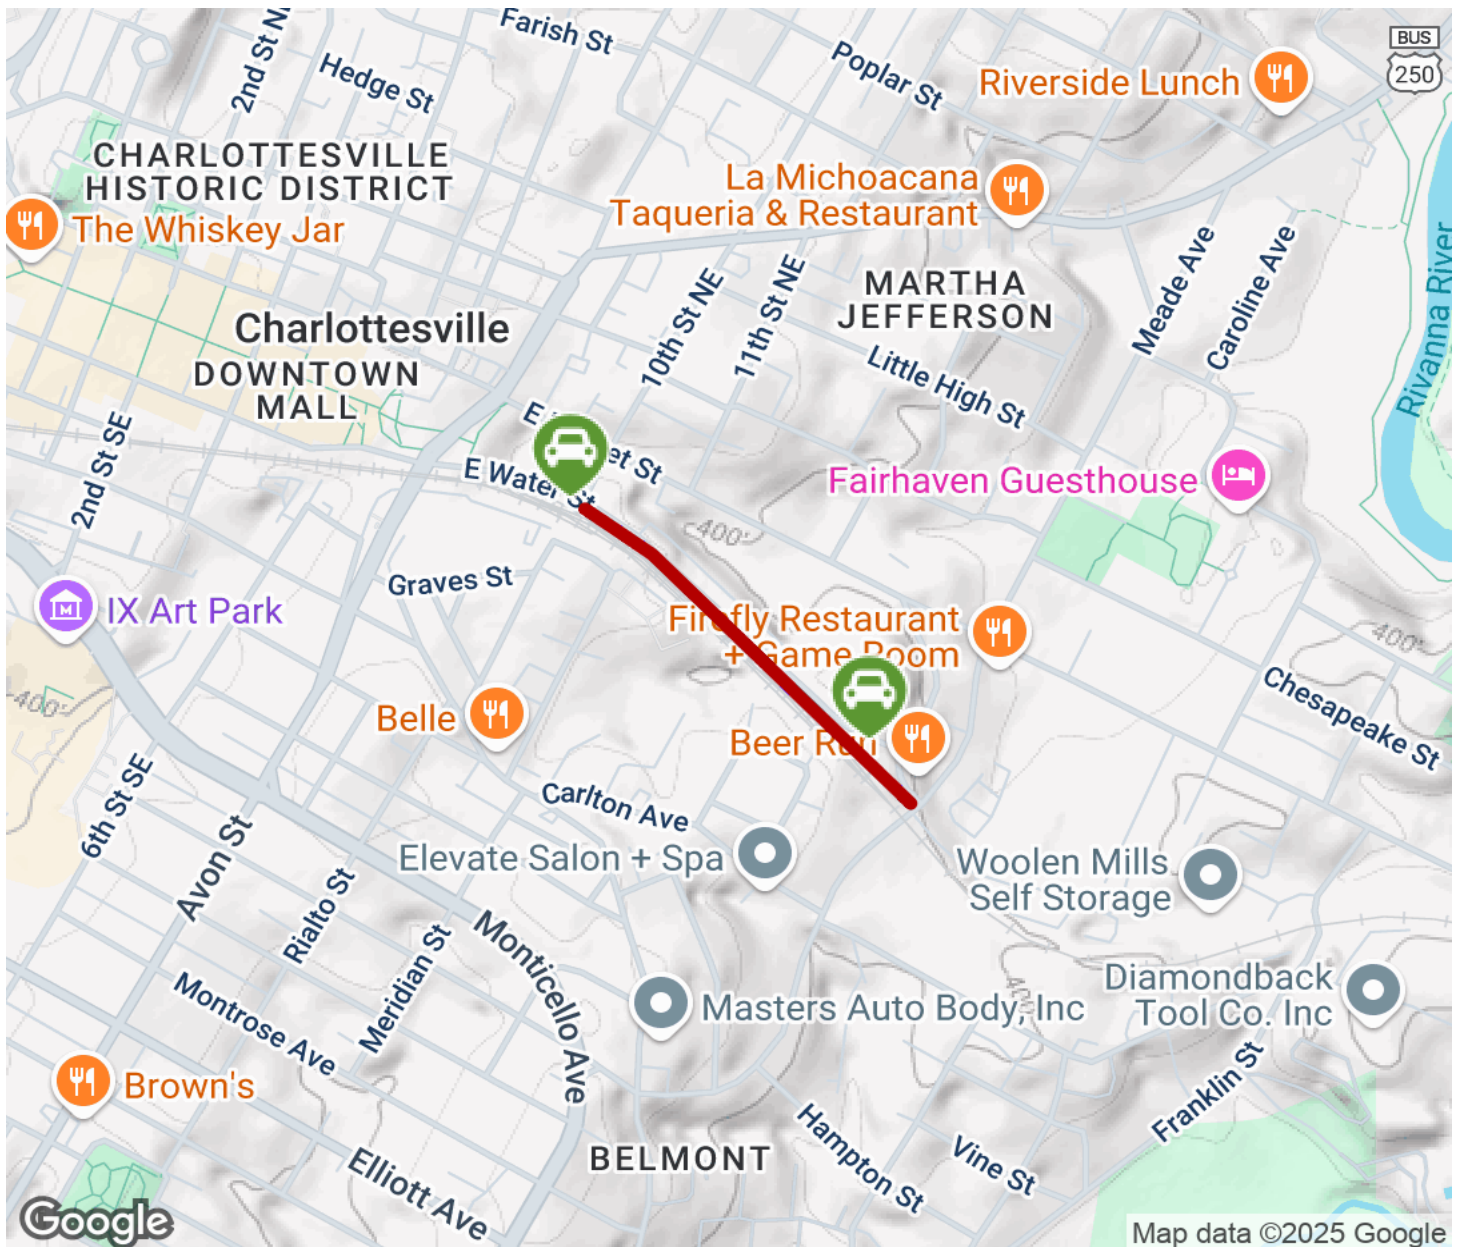 Farish St
2nd St N
Hedge St
Poplar St
Riverside Lunch
BUS
250
CHARLOTTESVILLE
HISTORIC DISTRICT
The Whiskey Jar
La Michoacana
Taqueria & Restaurant
Meade Ave
Caroline Ave
Rivanna River
10th St NE
11th St NE
MARTHA
JEFFERSON
Charlottesville
DOWNTOWN
MALL
Little High St
2nd St SE
E Water St
Fairhaven Guesthouse
400'
Graves St
IX Art Park
Firefly Restaurant
+ Game Room
400'
400'
Belle
Beer Run
Chesapeake St
6th St SE
Avon St
Carlton Ave
Elevate Salon + Spa
Woolen Mills
Self Storage
Rialto St
Meridian St
Monticello Ave
Montrose Ave
Masters Auto Body, Inc
Diamondback
Tool Co. Inc
Brown's
Franklin St
BELMONT
Hampton St
Vine St
Elliott Ave
Google
Map data ©2025 Google